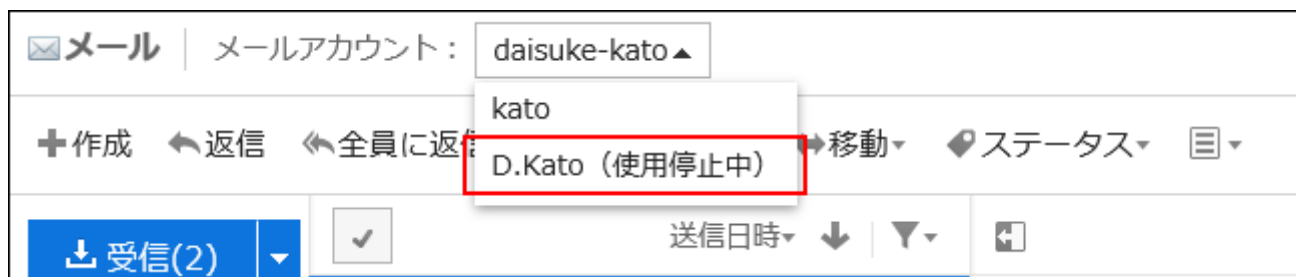 メール メールアカウント： daisuke-kato
kato
作成 返信 全員に返信 移動 ステータス
D.Kato（使用停止中）
受信(2) 送信日時